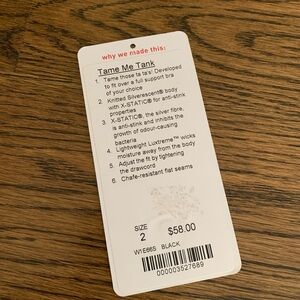 why we made this:
Tame Me Tank
1. Tame those ta ta's! Developed
to fit over a full support bra
of your choice
2. Knitted Silverescent® body
with X-STATIC® for anti-stink
properties
3. X-STATIC®, the silver fibre,
is anti-stink and inhibits the
growth of odour-causing
bacteria
4. Lightweight Luxtreme™ wicks
moisture away from the body
5. Adjust the fit by tightening
the drawcord
6. Chafe-resistant flat seams
SIZE
2 $58.00
W1E66S BLACK
000003527689